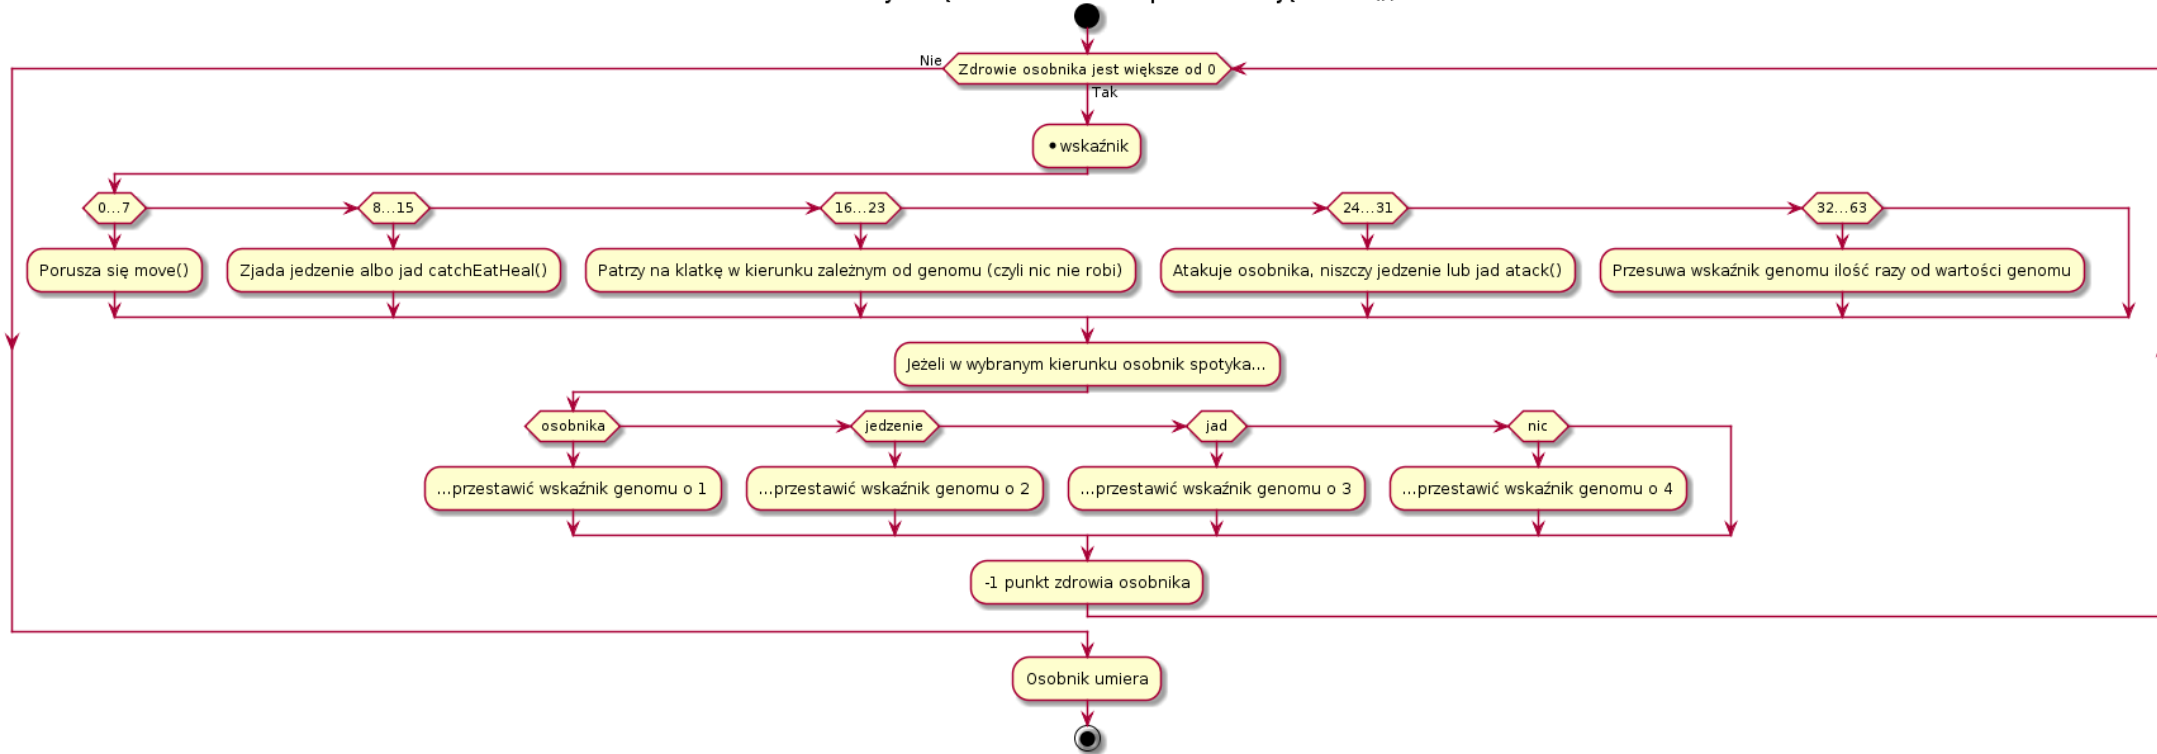 Nie
Zdrowie osobnika jest większe od 0
Tak
•wskaźnik
0...7
8...15
16...23
24...31
32...63
Porusza się move()
Zjada jedzenie albo jad catchEatHeal()
Patrzy na klatkę w kierunku zależnym od genomu (czyli nic nie robi)
Atakuje osobnika, niszczy jedzenie lub jad atack()
Przesuwa wskaźnik genomu ilość razy od wartości genomu
Jeżeli w wybranym kierunku osobnik spotyka...
osobnika
jedzenie
jad
nic
...przestawić wskaźnik genomu o 1
...przestawić wskaźnik genomu o 2
...przestawić wskaźnik genomu o 3
...przestawić wskaźnik genomu o 4
-1 punkt zdrowia osobnika
Osobnik umiera